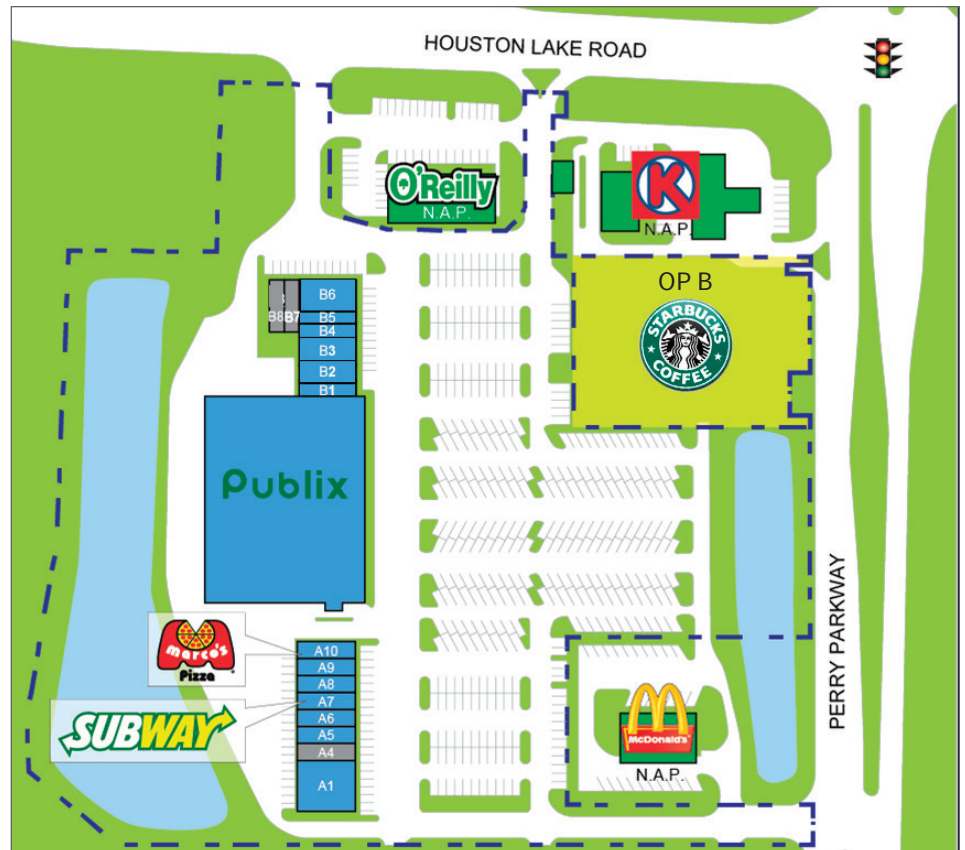 HOUSTON LAKE ROAD
O'Reilly
N.A.P.
K
N.A.P.
OP B
STARBUCKS
COFFEE
B6
B8
B7
B5
B4
B3
B2
B1
Publix
PERRY PARKWAY
Marco's
Pizza
SUBWAY
A10
A9
A8
A7
A6
A5
A4
A1
McDonald's
N.A.P.